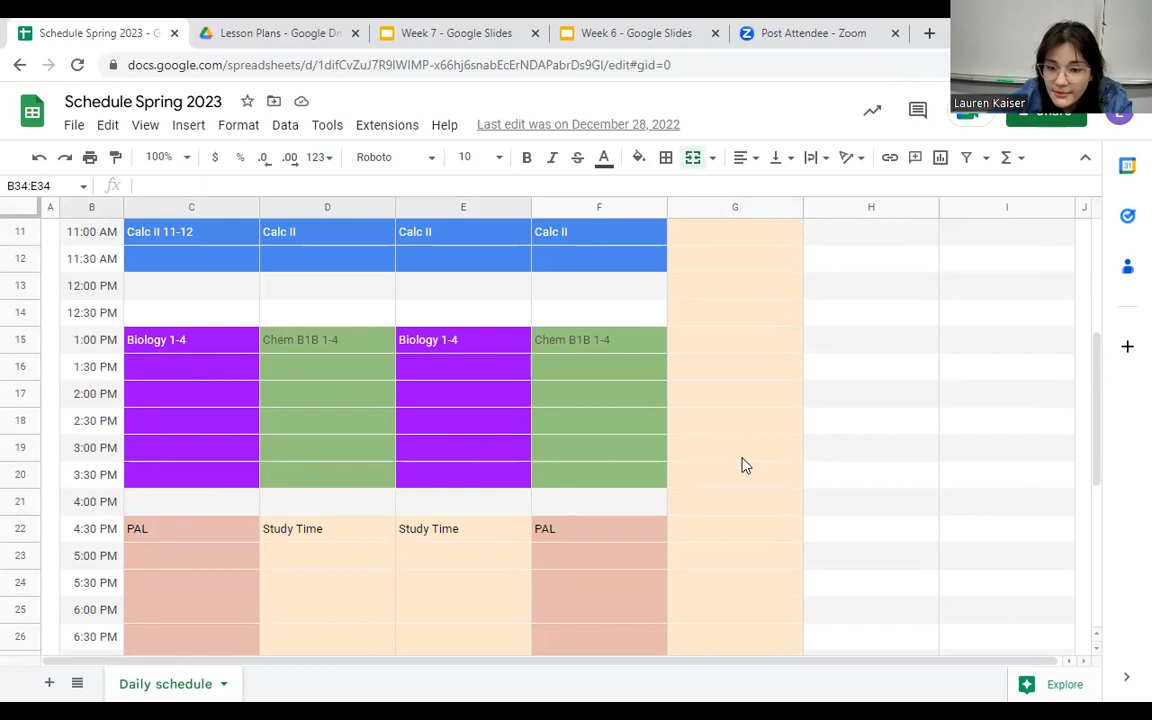 Schedule Spring 2023 - G
Lesson Plans - Google Dri
Week 7 - Google Slides
Week 6 - Google Slides
Post Attendee - Zoom
docs.google.com/spreadsheets/d/1difCvZuJ7R9IWIMP-x66hj6snabEcErNDAPabrDs9GI/edit#gid=0
Lauren Kaiser
Schedule Spring 2023
File Edit View Insert Format Data Tools Extensions Help Last edit was on December 28, 2022
100% $ % .0 .00 123 Roboto 10 B I S A
B34:E34 fx
A B C D E F G H I J
11 11:00 AM Calc II 11-12 Calc II Calc II Calc II
12 11:30 AM
13 12:00 PM
14 12:30 PM
15 1:00 PM Biology 1-4 Chem B1B 1-4 Biology 1-4 Chem B1B 1-4
16 1:30 PM
17 2:00 PM
18 2:30 PM
19 3:00 PM
20 3:30 PM
21 4:00 PM
22 4:30 PM PAL Study Time Study Time PAL
23 5:00 PM
24 5:30 PM
25 6:00 PM
26 6:30 PM
Daily schedule
Explore